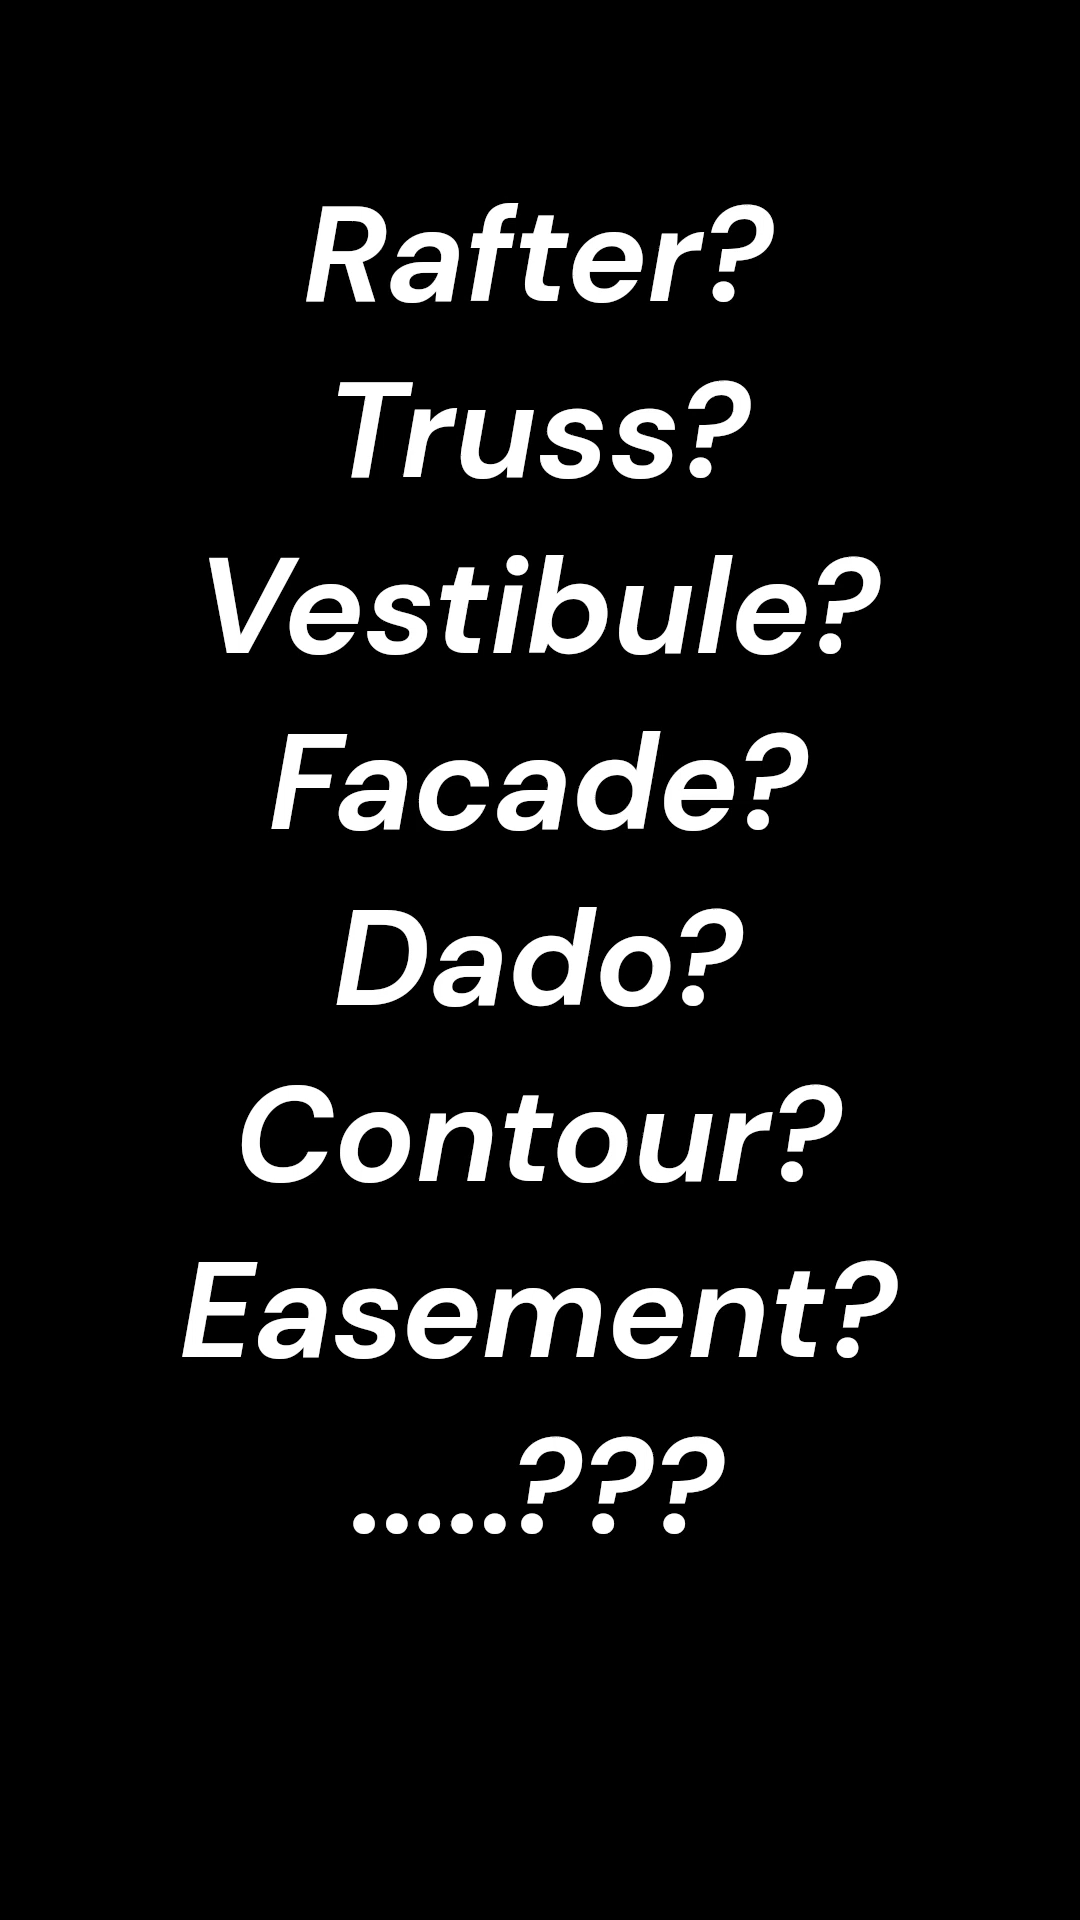 Rafter?
Truss?
Vestibule?
Facade?
Dado?
Contour?
Easement?
.....???